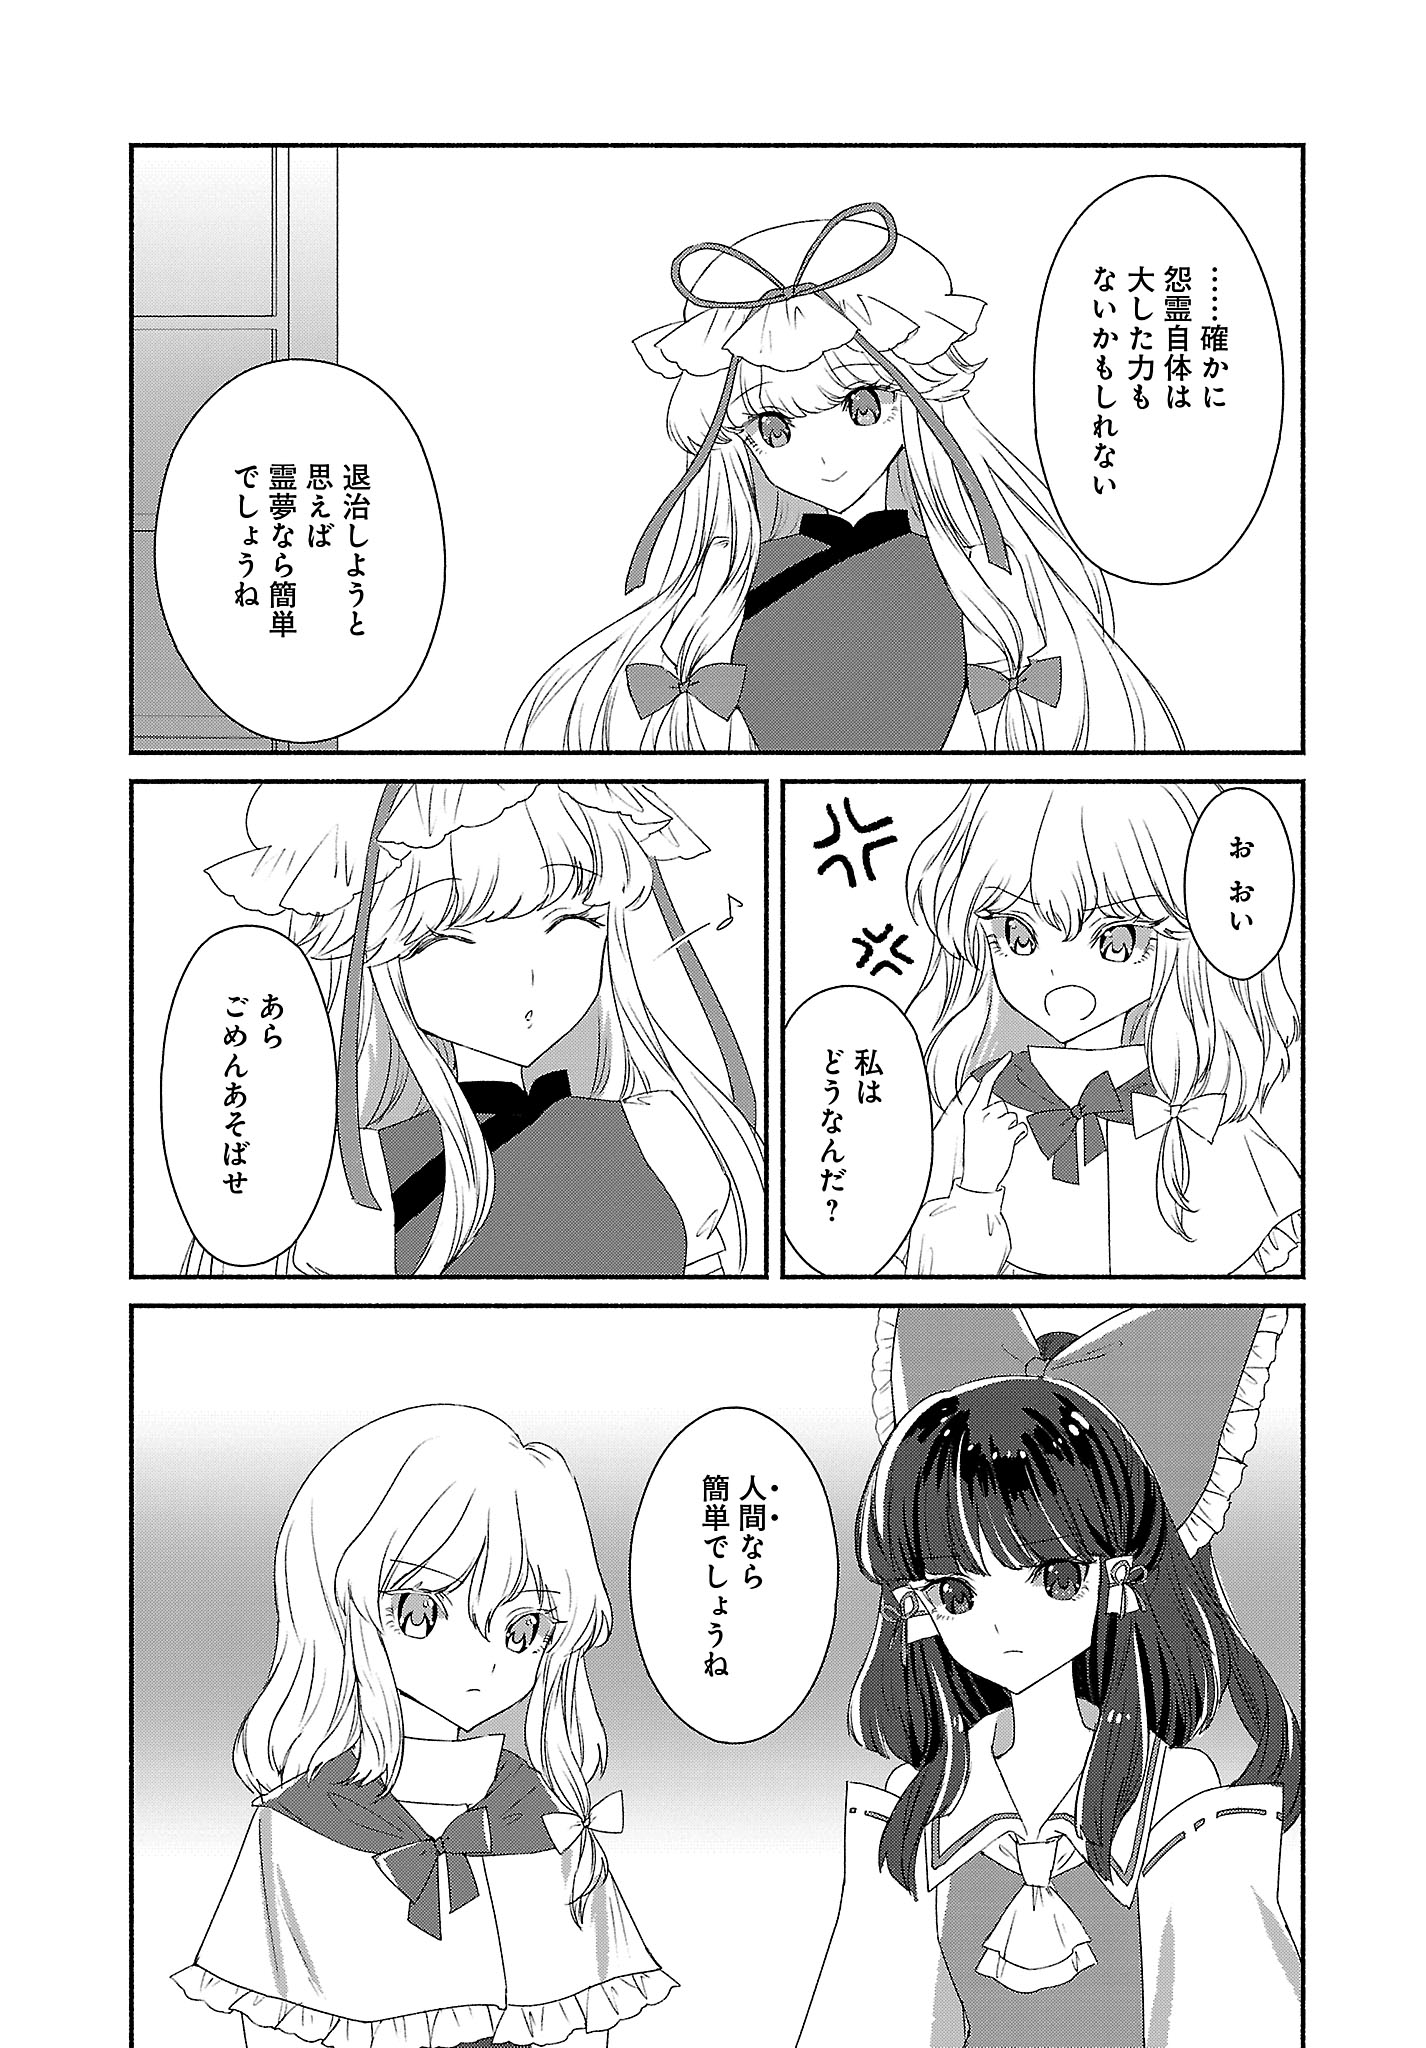 ……確かに
怨霊自体は
大した力も
ないかもしれない
退治しようと
思えば
霊夢なら簡単
でしょうね
お おい
私は
どうなんだ?
あら
ごめんあそばせ
人間なら
簡単でしょうね